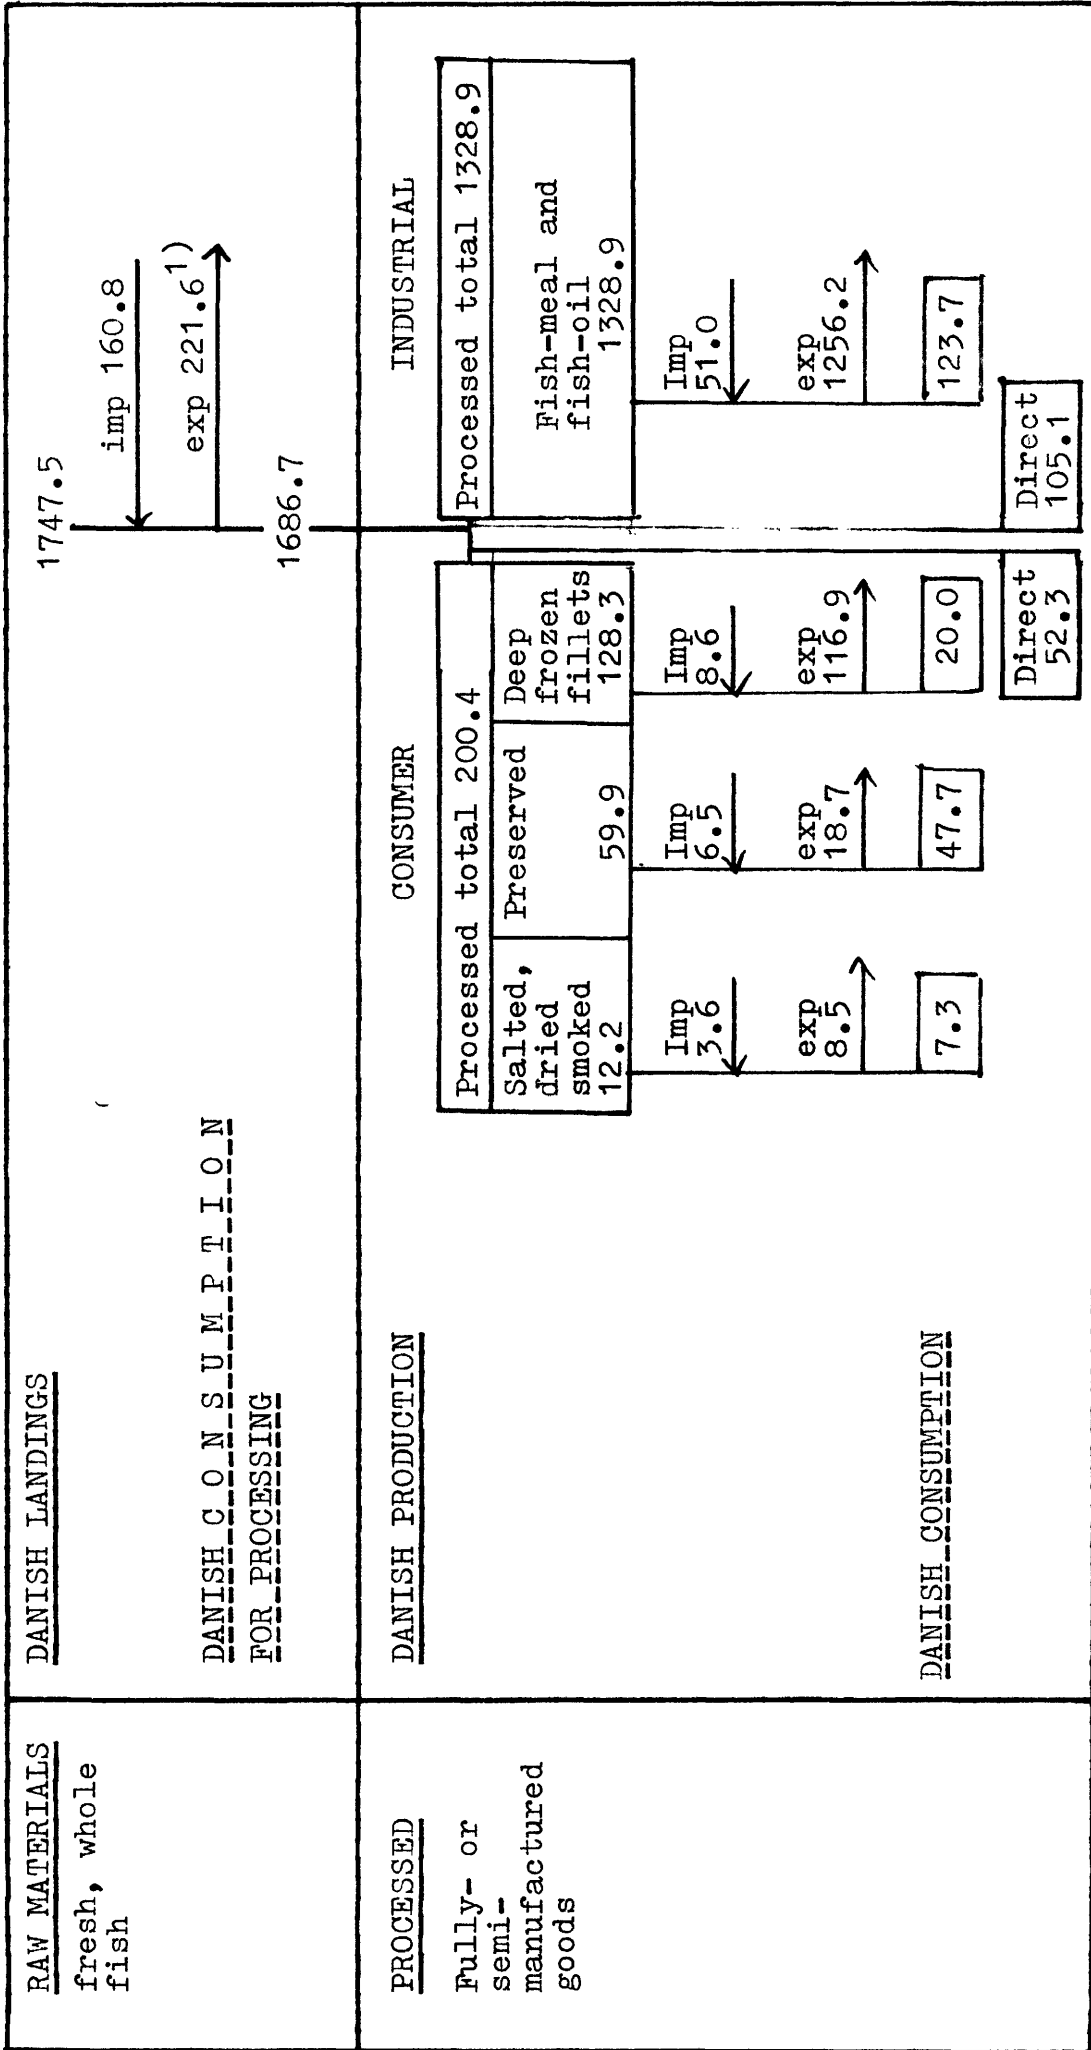 RAW MATERIALS
fresh, whole
fish
DANISH LANDINGS
1747.5
imp 160.8
exp 221.6¹)
DANISH C O N S U M P T I O N
FOR PROCESSING
1686.7
PROCESSED
Fully- or
semi-
manufactured
goods
DANISH PRODUCTION
CONSUMER
Processed total 200.4
Salted,
dried
smoked
12.2
Preserved
59.9
Deep
frozen
fillets
128.3
INDUSTRIAL
Processed total 1328.9
Fish-meal and
fish-oil
1328.9
Imp
3.6
Imp
6.5
Imp
8.6
Imp
51.0
exp
8.5
exp
18.7
exp
116.9
exp
1256.2
DANISH CONSUMPTION
7.3
47.7
20.0
123.7
Direct
52.3
Direct
105.1